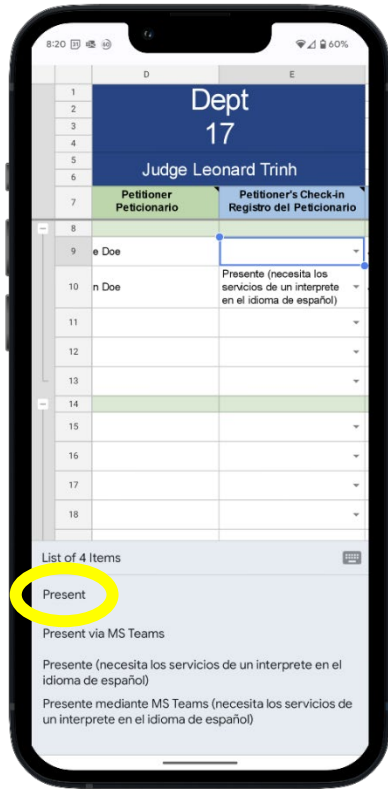 8:20 31
60%
D E
1
2
3
4
5
6
Dept
17
Judge Leonard Trinh
7
Petitioner
Peticionario
Petitioner's Check-in
Registro del Peticionario
8
9 e Doe
10 n Doe
Presente (necesita los
servicios de un interprete
en el idioma de español)
11
12
13
14
15
16
17
18
List of 4 Items
Present
Present via MS Teams
Presente (necesita los servicios de un interprete en el
idioma de español)
Presente mediante MS Teams (necesita los servicios de
un interprete en el idioma de español)